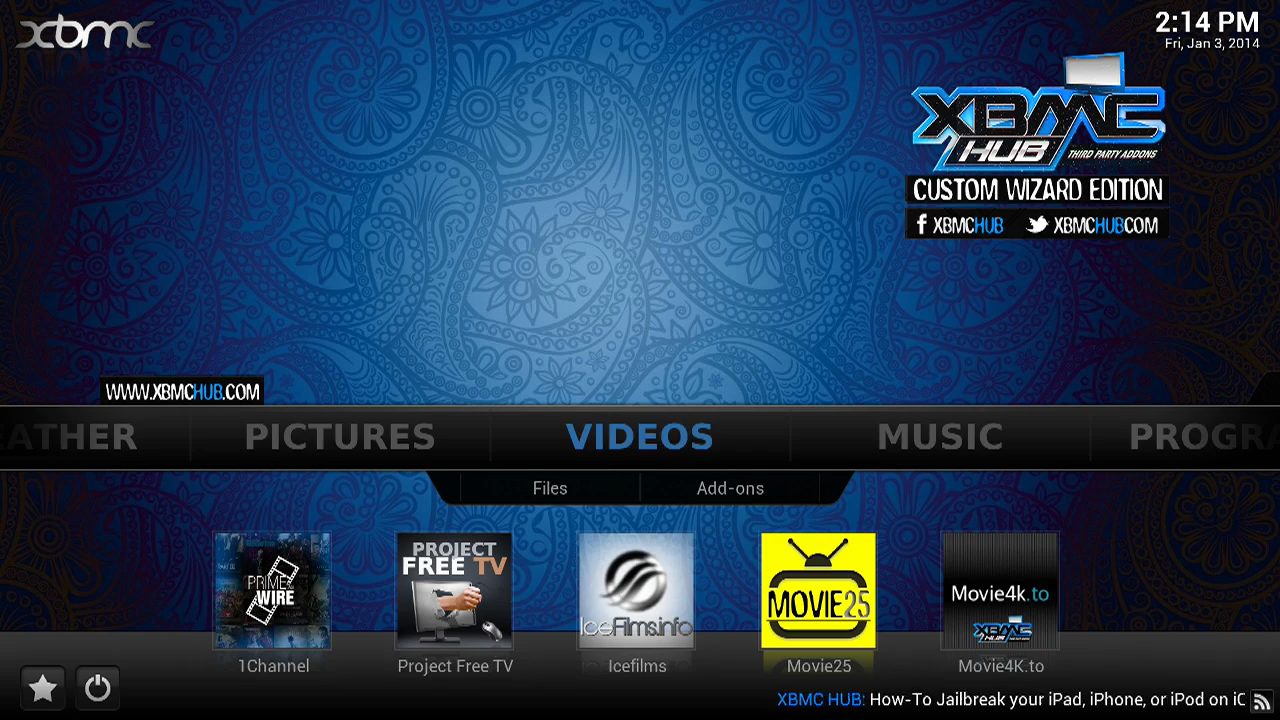 xbmc
2:14 PM
Fri, Jan 3, 2014
XBMC
HUB THIRD PARTY ADDONS
CUSTOM WIZARD EDITION
f XBMCHUB XBMCHUBCOM
WWW.XBMCHUB.COM
EATHER PICTURES VIDEOS MUSIC PROGRA
Files Add-ons
PRIME
WIRE
PROJECT
FREE TV
IceFilms.info
MOVIE25
Movie4k.to
XBMC
HUB
1Channel Project Free TV Icefilms Movie25 Movie4K.to
XBMC HUB: How-To Jailbreak your iPad, iPhone, or iPod on iO